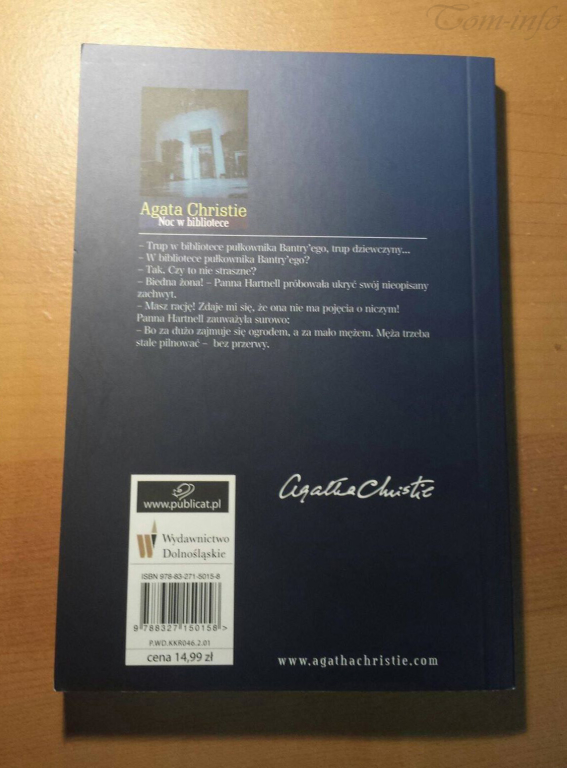 Tom-info
Agata Christie
Noc w bibliotece
– Trup w bibliotece pułkownika Bantry'ego, trup dziewczyny...
– W bibliotece pułkownika Bantry'ego?
– Tak. Czy to nie straszne?
– Biedna żona! – Panna Hartnell próbowała ukryć swój nieopisany
zachwyt.
– Masz rację! Zdaje mi się, że ona nie ma pojęcia o niczym!
Panna Hartnell zauważyła surowo:
– Bo za dużo zajmuje się ogrodem, a za mało mężem. Męża trzeba
stale pilnować – bez przerwy.
Agatha Christie
www.publicat.pl
Wydawnictwo
Dolnośląskie
ISBN 978-83-271-5015-8
9 788327 150158 >
P.WD.KKR046.2.01
cena 14,99 zł
www.agathachristie.com